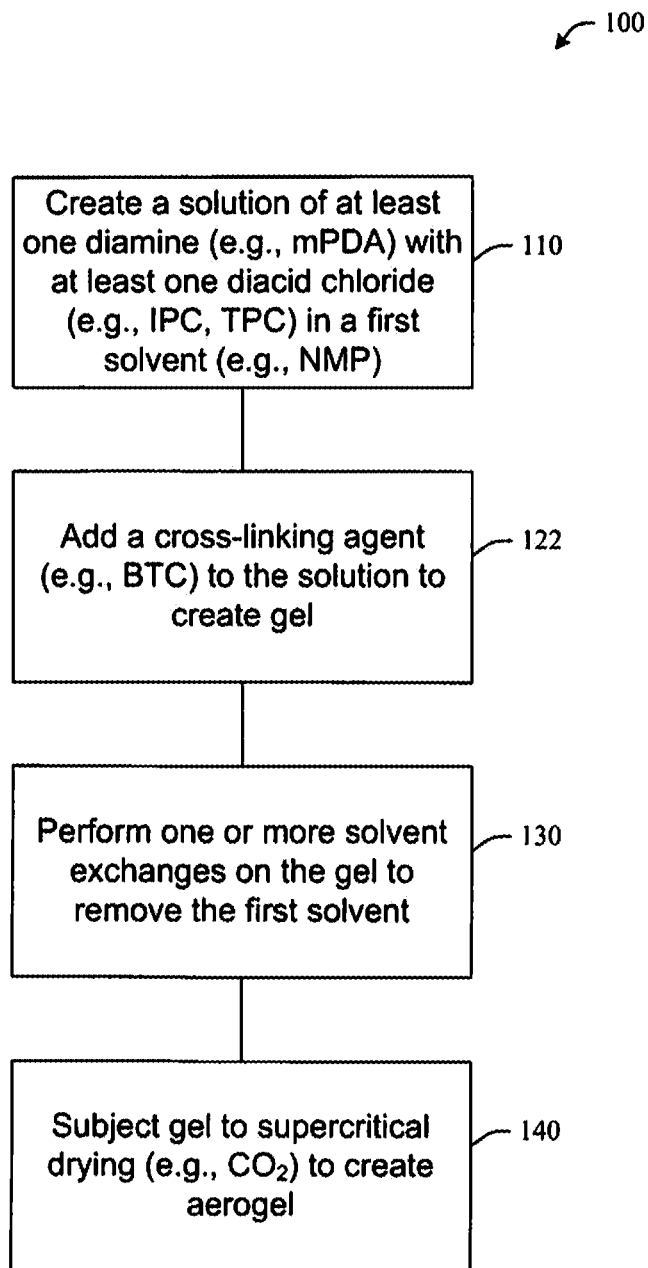 100
Create a solution of at least
one diamine (e.g., mPDA) with
at least one diacid chloride
(e.g., IPC, TPC) in a first
solvent (e.g., NMP)
110
Add a cross-linking agent
(e.g., BTC) to the solution to
create gel
122
Perform one or more solvent
exchanges on the gel to
remove the first solvent
130
Subject gel to supercritical
drying (e.g., CO₂) to create
aerogel
140